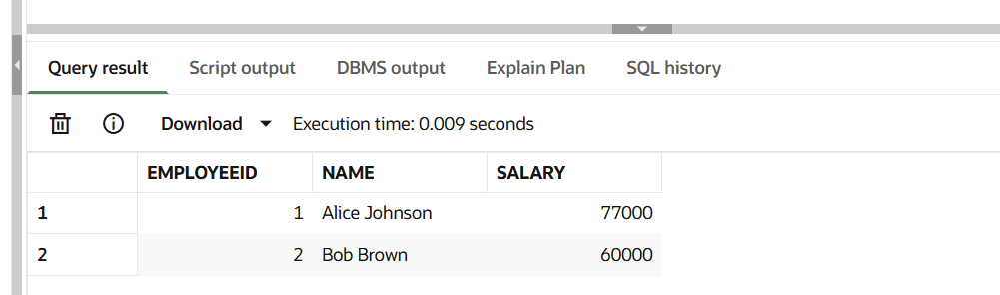 Query result Script output DBMS output Explain Plan SQL history
Download Execution time: 0.009 seconds
EMPLOYEEID NAME SALARY
1 1 Alice Johnson 77000
2 2 Bob Brown 60000